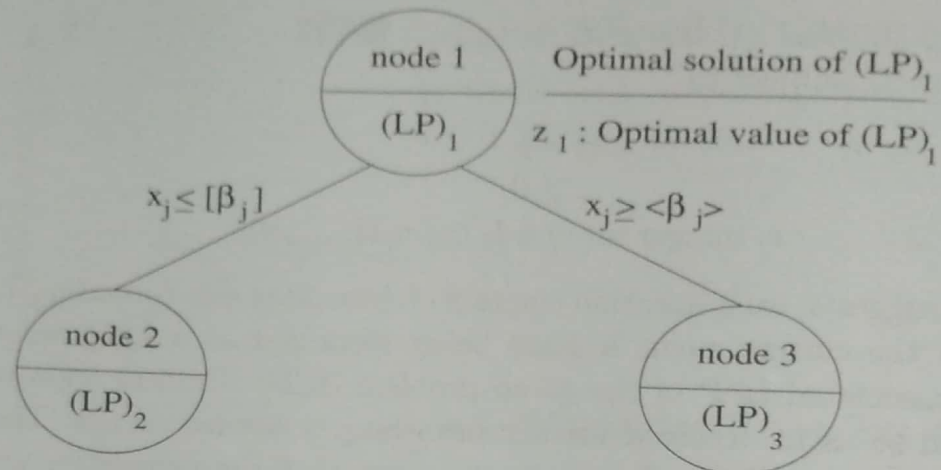 node 1
(LP)₁
Optimal solution of (LP)₁
z ₁ : Optimal value of (LP)₁
xⱼ ≤ [βⱼ]
xⱼ ≥ <βⱼ>
node 2
(LP)₂
node 3
(LP)₃